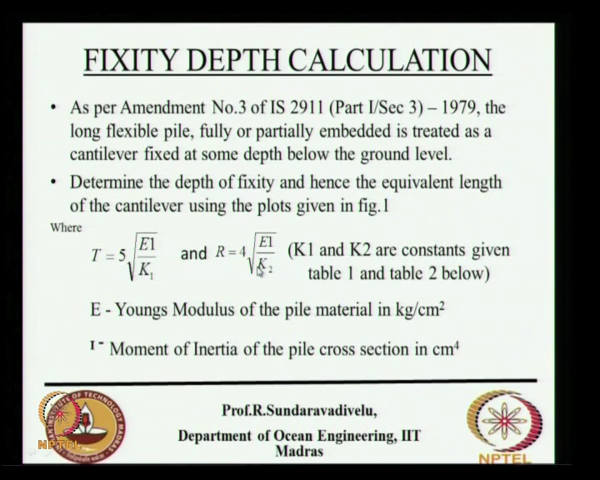 FIXITY DEPTH CALCULATION
• As per Amendment No.3 of IS 2911 (Part I/Sec 3) – 1979, the
long flexible pile, fully or partially embedded is treated as a
cantilever fixed at some depth below the ground level.
• Determine the depth of fixity and hence the equivalent length
of the cantilever using the plots given in fig.1
Where
T = 5√(E1/K₁) and R = 4√(E1/K₂) (K1 and K2 are constants given
table 1 and table 2 below)
E - Youngs Modulus of the pile material in kg/cm²
I - Moment of Inertia of the pile cross section in cm⁴
Prof.R.Sundaravadivelu,
Department of Ocean Engineering, IIT
Madras
NPTEL
NPTEL